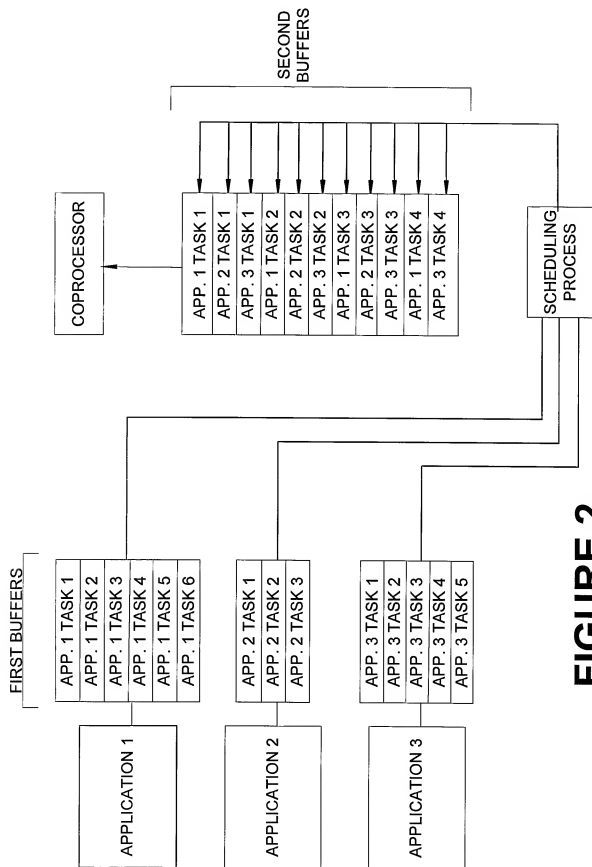 FIRST BUFFERS
APPLICATION 1
APP. 1 TASK 1
APP. 1 TASK 2
APP. 1 TASK 3
APP. 1 TASK 4
APP. 1 TASK 5
APP. 1 TASK 6
APPLICATION 2
APP. 2 TASK 1
APP. 2 TASK 2
APP. 2 TASK 3
APPLICATION 3
APP. 3 TASK 1
APP. 3 TASK 2
APP. 3 TASK 3
APP. 3 TASK 4
APP. 3 TASK 5
COPROCESSOR
APP. 1 TASK 1
APP. 2 TASK 1
APP. 3 TASK 1
APP. 1 TASK 2
APP. 2 TASK 2
APP. 3 TASK 2
APP. 1 TASK 3
APP. 2 TASK 3
APP. 3 TASK 3
APP. 1 TASK 4
APP. 3 TASK 4
SECOND
BUFFERS
SCHEDULING
PROCESS
FIGURE 2